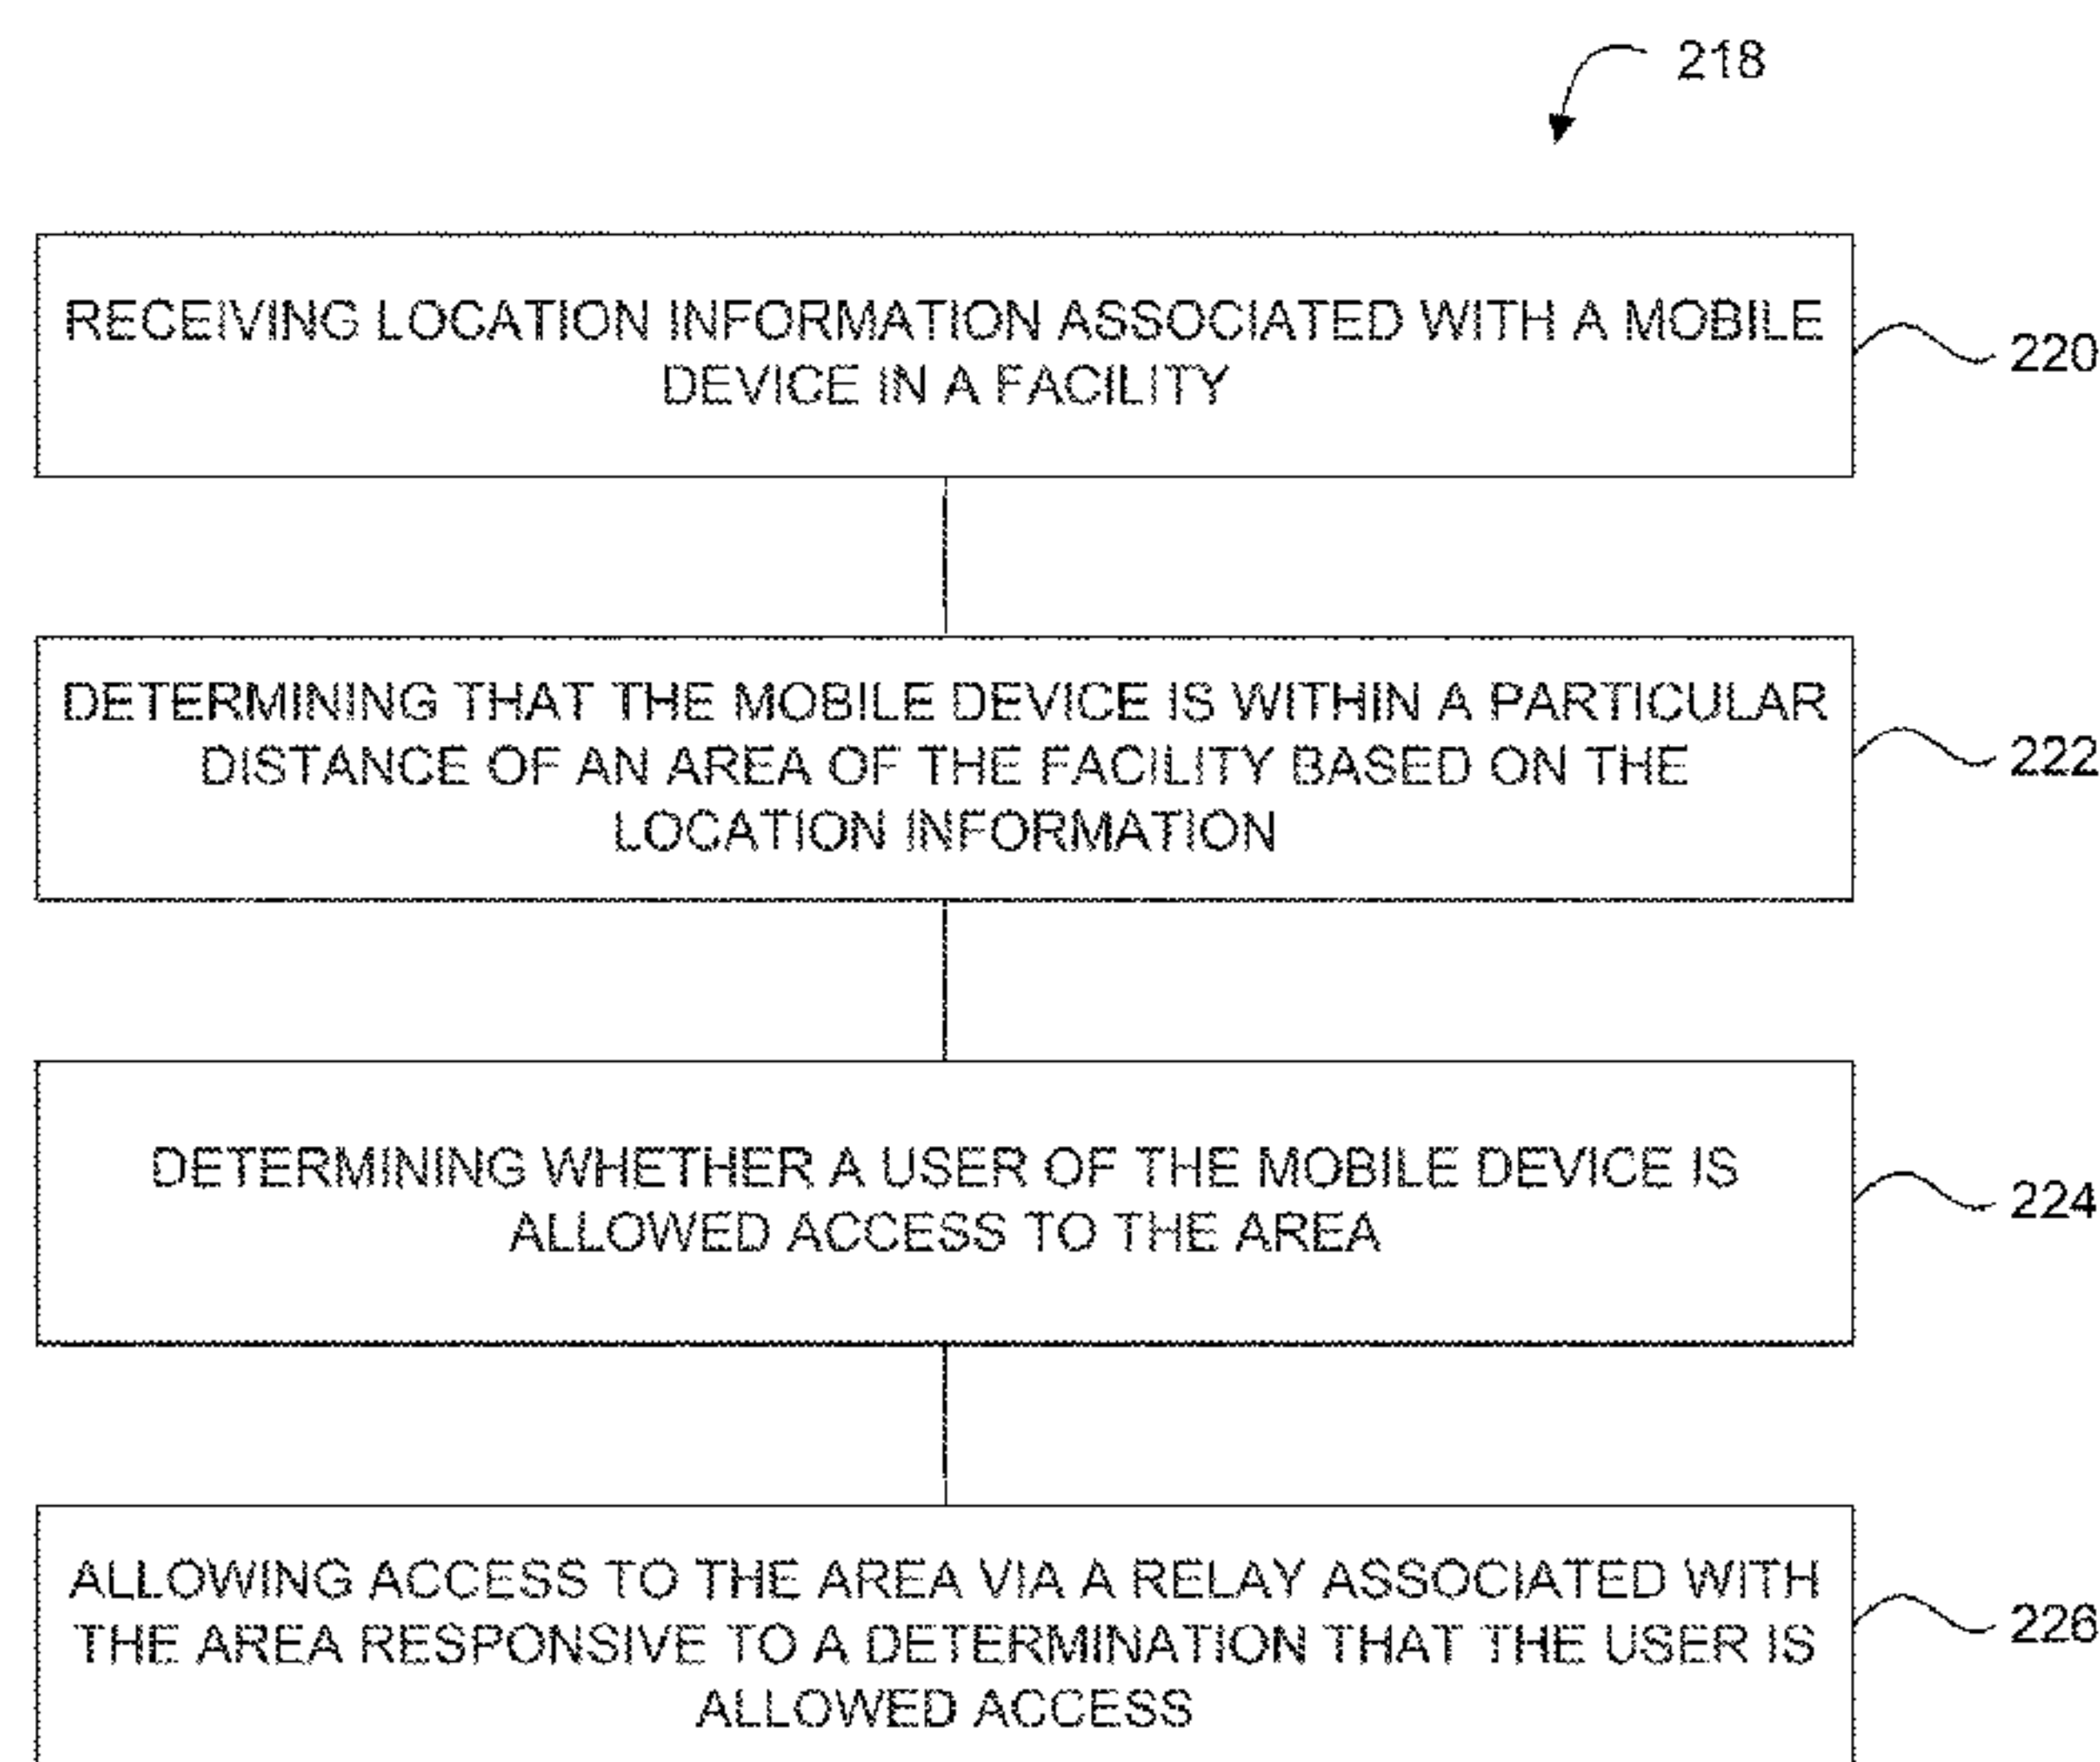 218
RECEIVING LOCATION INFORMATION ASSOCIATED WITH A MOBILE
DEVICE IN A FACILITY
220
DETERMINING THAT THE MOBILE DEVICE IS WITHIN A PARTICULAR
DISTANCE OF AN AREA OF THE FACILITY BASED ON THE
LOCATION INFORMATION
222
DETERMINING WHETHER A USER OF THE MOBILE DEVICE IS
ALLOWED ACCESS TO THE AREA
224
ALLOWING ACCESS TO THE AREA VIA A RELAY ASSOCIATED WITH
THE AREA RESPONSIVE TO A DETERMINATION THAT THE USER IS
ALLOWED ACCESS
226